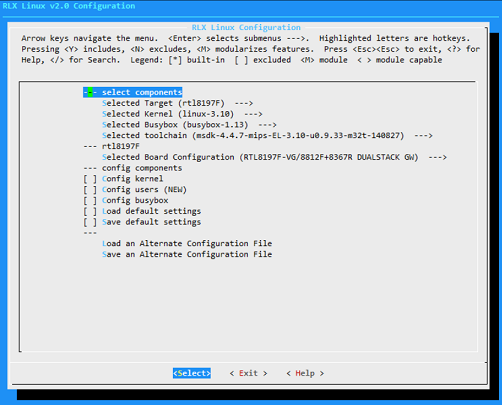 RLX Linux v2.0 Configuration
RLX Linux Configuration
Arrow keys navigate the menu.  <Enter> selects submenus --->.  Highlighted letters are hotkeys.
Pressing <Y> includes, <N> excludes, <M> modularizes features.  Press <Esc><Esc> to exit, <?> for
Help, </> for Search.  Legend: [*] built-in  [ ] excluded  <M> module  < > module capable
--- select components
Selected Target (rtl8197F)  --->
Selected Kernel (linux-3.10)  --->
Selected Busybox (busybox-1.13)  --->
Selected toolchain (msdk-4.4.7-mips-EL-3.10-u0.9.33-m32t-140827)  --->
--- rtl8197F
Selected Board Configuration (RTL8197F-VG/8812F+8367R DUALSTACK GW)  --->
--- config components
[ ] Config kernel
[ ] Config users (NEW)
[ ] Config busybox
[ ] Load default settings
[ ] Save default settings
---
Load an Alternate Configuration File
Save an Alternate Configuration File
<Select>    < Exit >    < Help >